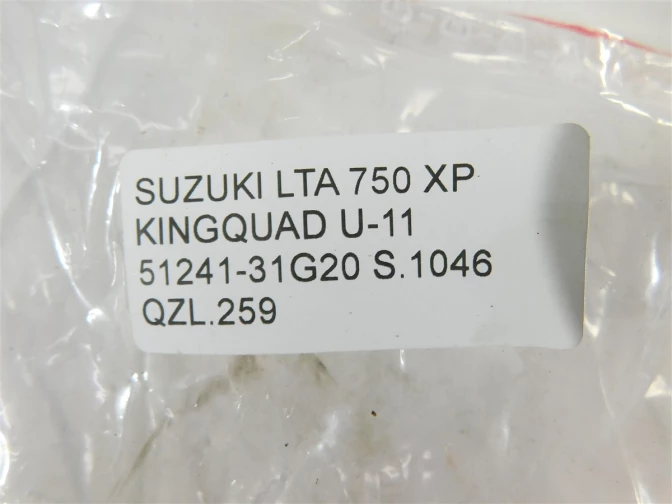 SUZUKI LTA 750 XP
KINGQUAD U-11
51241-31G20 S.1046
QZL.259